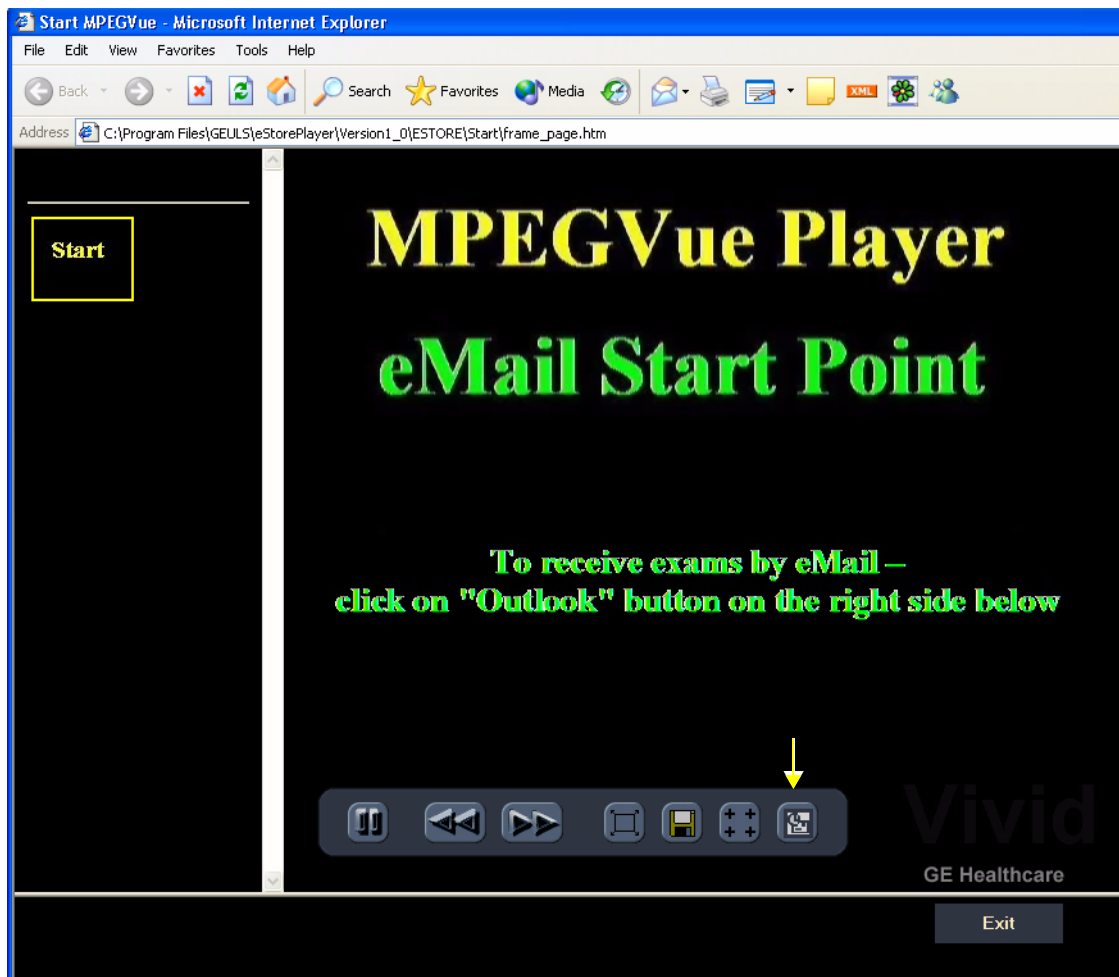 Start MPEGVue - Microsoft Internet Explorer
File Edit View Favorites Tools Help
Back Search Favorites Media XML
Address C:\Program Files\GEULS\eStorePlayer\Version1_0\ESTORE\Start\frame_page.htm
Start
MPEGVue Player
eMail Start Point
To receive exams by eMail –
click on "Outlook" button on the right side below
Vivid
GE Healthcare
Exit